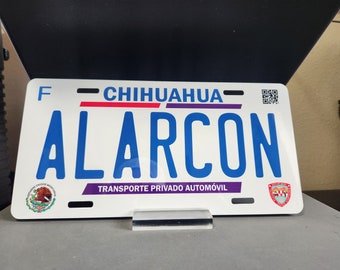 F
CHIHUAHUA
ALARCON
TRANSPORTE PRIVADO AUTOMÓVIL